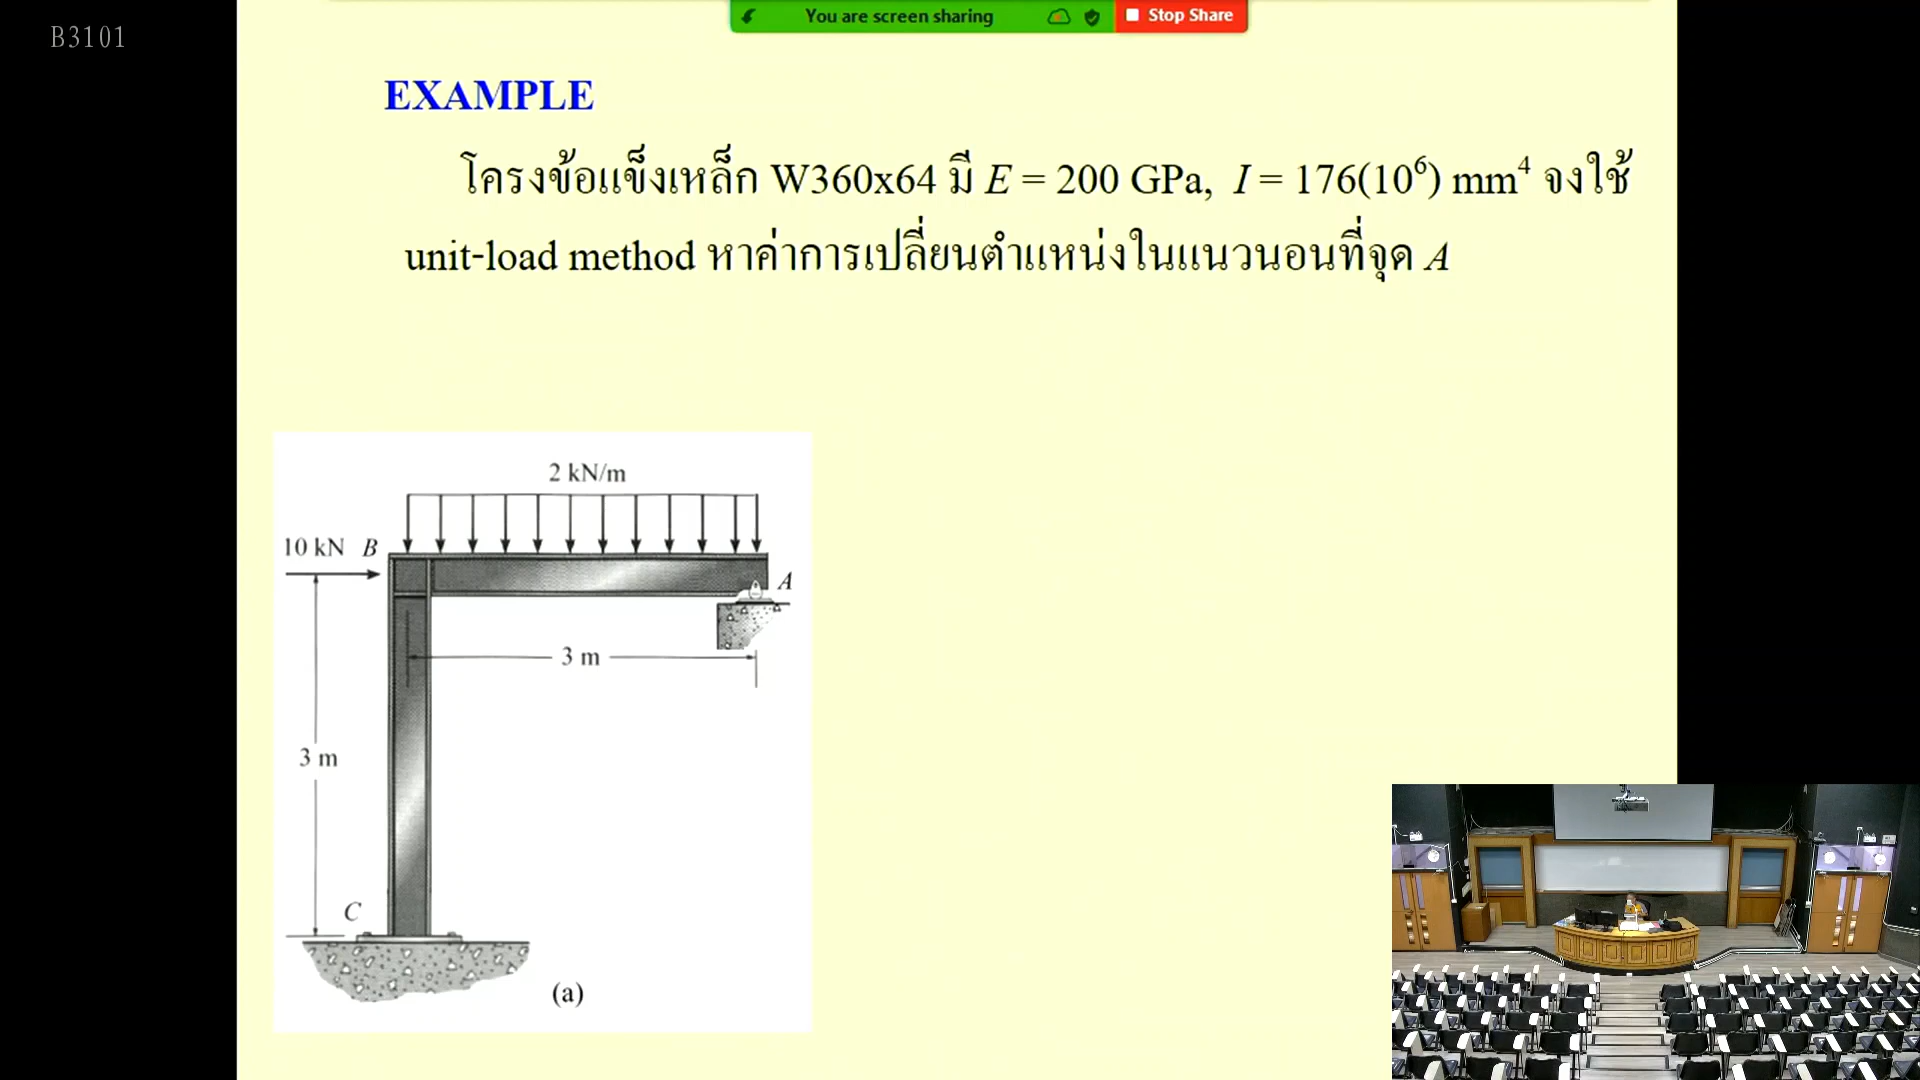 B3101
You are screen sharing
Stop Share
EXAMPLE
โครงข้อแข็งเหล็ก W360x64 มี E = 200 GPa, I = 176(10⁶) mm⁴ จงใช้
unit-load method หาค่าการเปลี่ยนตำแหน่งในแนวนอนที่จุด A
2 kN/m
10 kN B
A
3 m
3 m
C
(a)